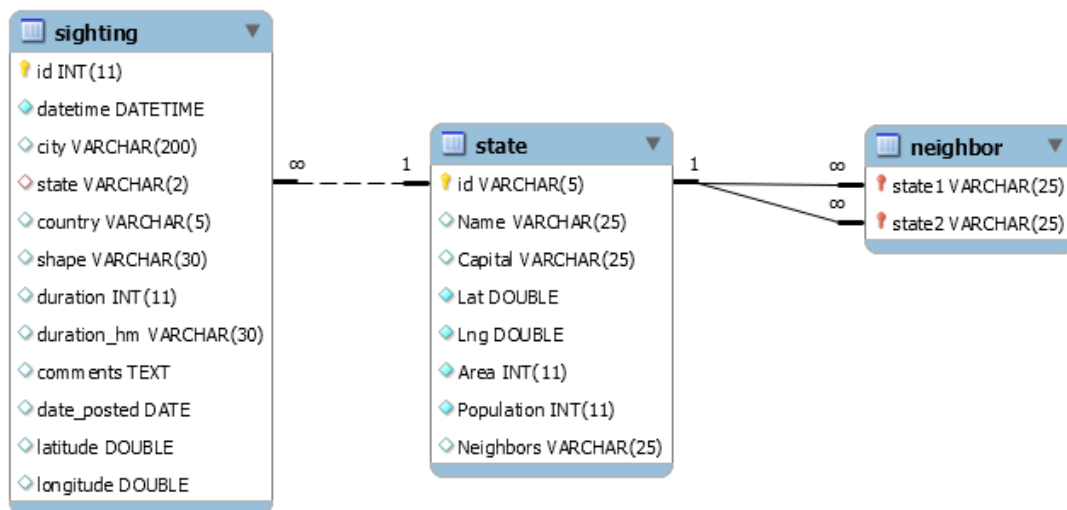 sighting
id INT(11)
datetime DATETIME
city VARCHAR(200)
state VARCHAR(2)
country VARCHAR(5)
shape VARCHAR(30)
duration INT(11)
duration_hm VARCHAR(30)
comments TEXT
date_posted DATE
latitude DOUBLE
longitude DOUBLE
∞
1
state
id VARCHAR(5)
Name VARCHAR(25)
Capital VARCHAR(25)
Lat DOUBLE
Lng DOUBLE
Area INT(11)
Population INT(11)
Neighbors VARCHAR(25)
1
∞
∞
neighbor
state1 VARCHAR(25)
state2 VARCHAR(25)